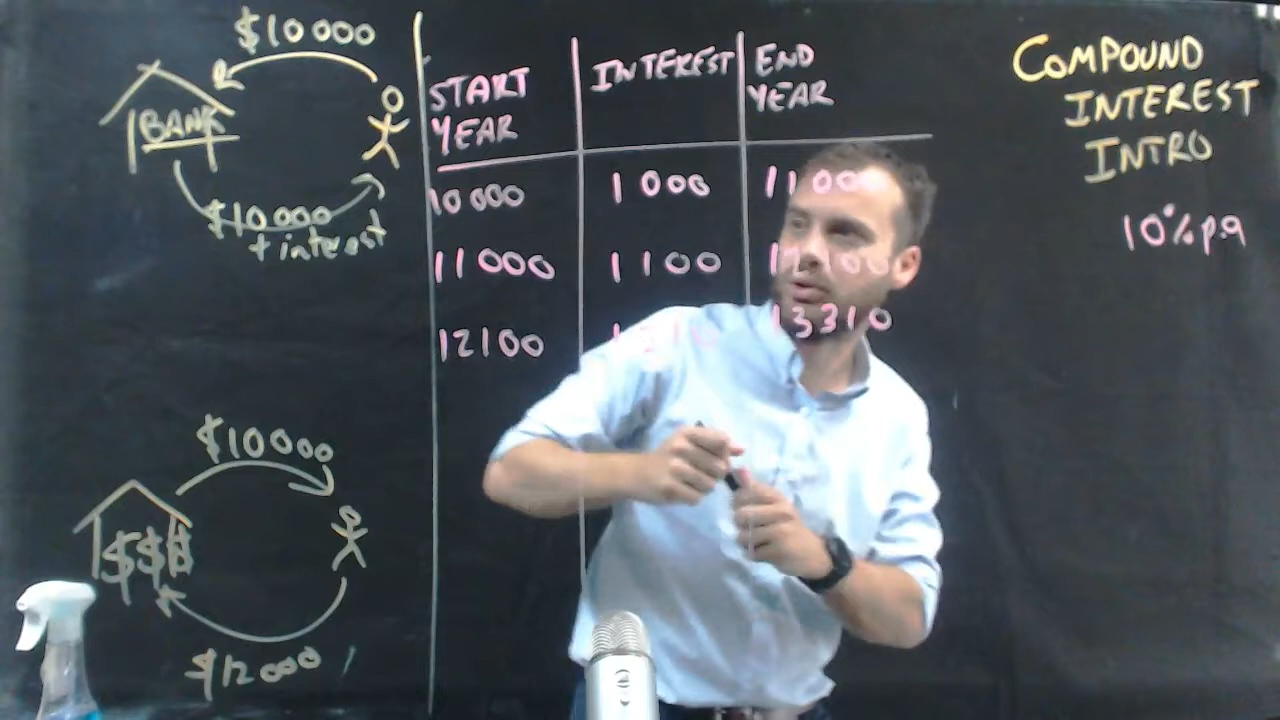 $10000
BANK
$10000
+ interest
START
YEAR
INTEREST
END
YEAR
10000
1000
1100
11000
1100
12100
13310
COMPOUND
INTEREST
INTRO
10% p.a
$10000
$$$
$12000